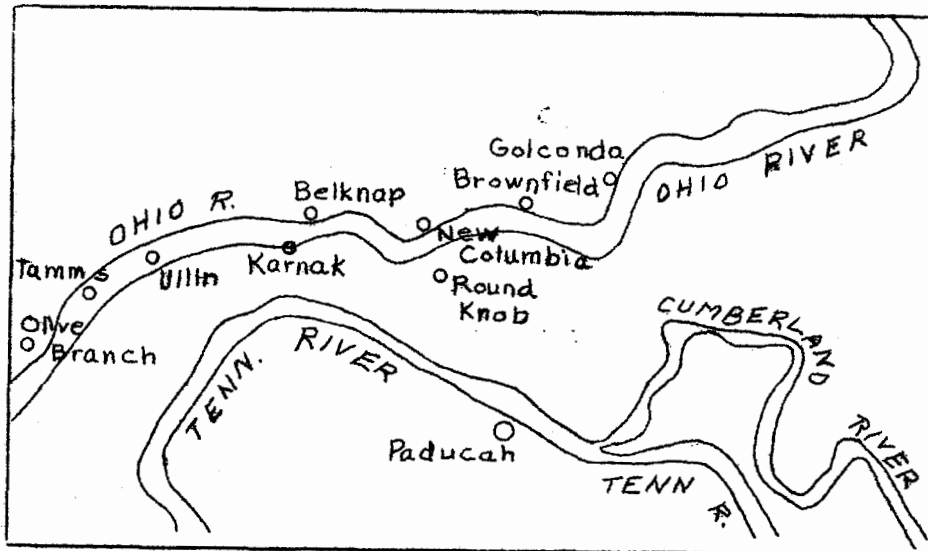 Golconda
Brownfield
OHIO RIVER
Belknap
OHIO R.
New
Columbia
Tamms
Ullin
Karnak
Round
Knob
Olive
Branch
CUMBERLAND
RIVER
TENN.
RIVER
Paducah
TENN
R.